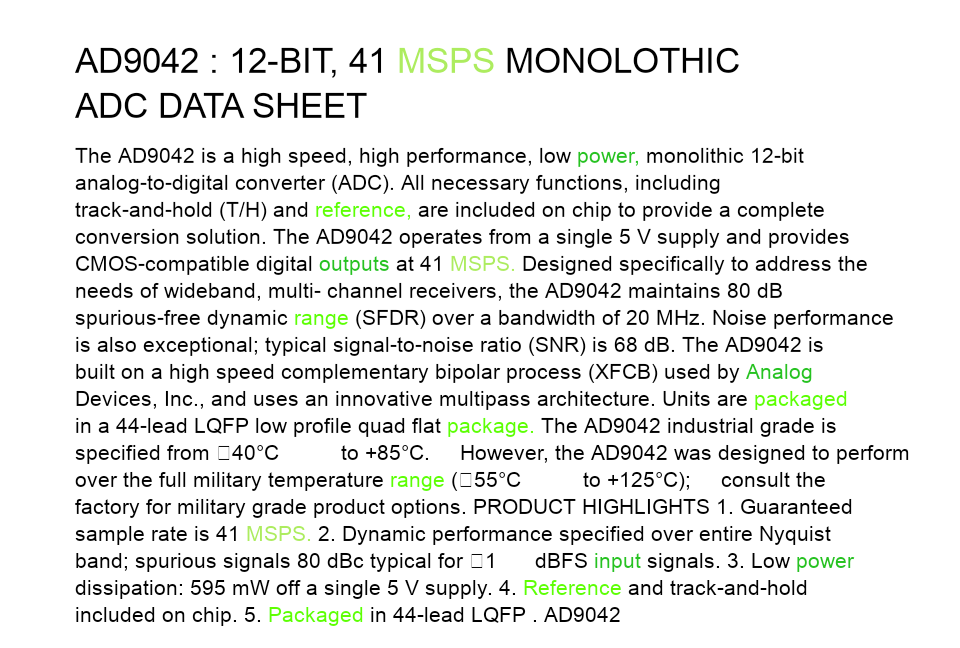 AD9042 : 12-BIT, 41 MSPS MONOLOTHIC
ADC DATA SHEET
The AD9042 is a high speed, high performance, low power, monolithic 12-bit
analog-to-digital converter (ADC). All necessary functions, including
track-and-hold (T/H) and reference, are included on chip to provide a complete
conversion solution. The AD9042 operates from a single 5 V supply and provides
CMOS-compatible digital outputs at 41 MSPS. Designed specifically to address the
needs of wideband, multi- channel receivers, the AD9042 maintains 80 dB
spurious-free dynamic range (SFDR) over a bandwidth of 20 MHz. Noise performance
is also exceptional; typical signal-to-noise ratio (SNR) is 68 dB. The AD9042 is
built on a high speed complementary bipolar process (XFCB) used by Analog
Devices, Inc., and uses an innovative multipass architecture. Units are packaged
in a 44-lead LQFP low profile quad flat package. The AD9042 industrial grade is
specified from □40°C to +85°C. However, the AD9042 was designed to perform
over the full military temperature range (□55°C to +125°C); consult the
factory for military grade product options. PRODUCT HIGHLIGHTS 1. Guaranteed
sample rate is 41 MSPS. 2. Dynamic performance specified over entire Nyquist
band; spurious signals 80 dBc typical for □1 dBFS input signals. 3. Low power
dissipation: 595 mW off a single 5 V supply. 4. Reference and track-and-hold
included on chip. 5. Packaged in 44-lead LQFP . AD9042